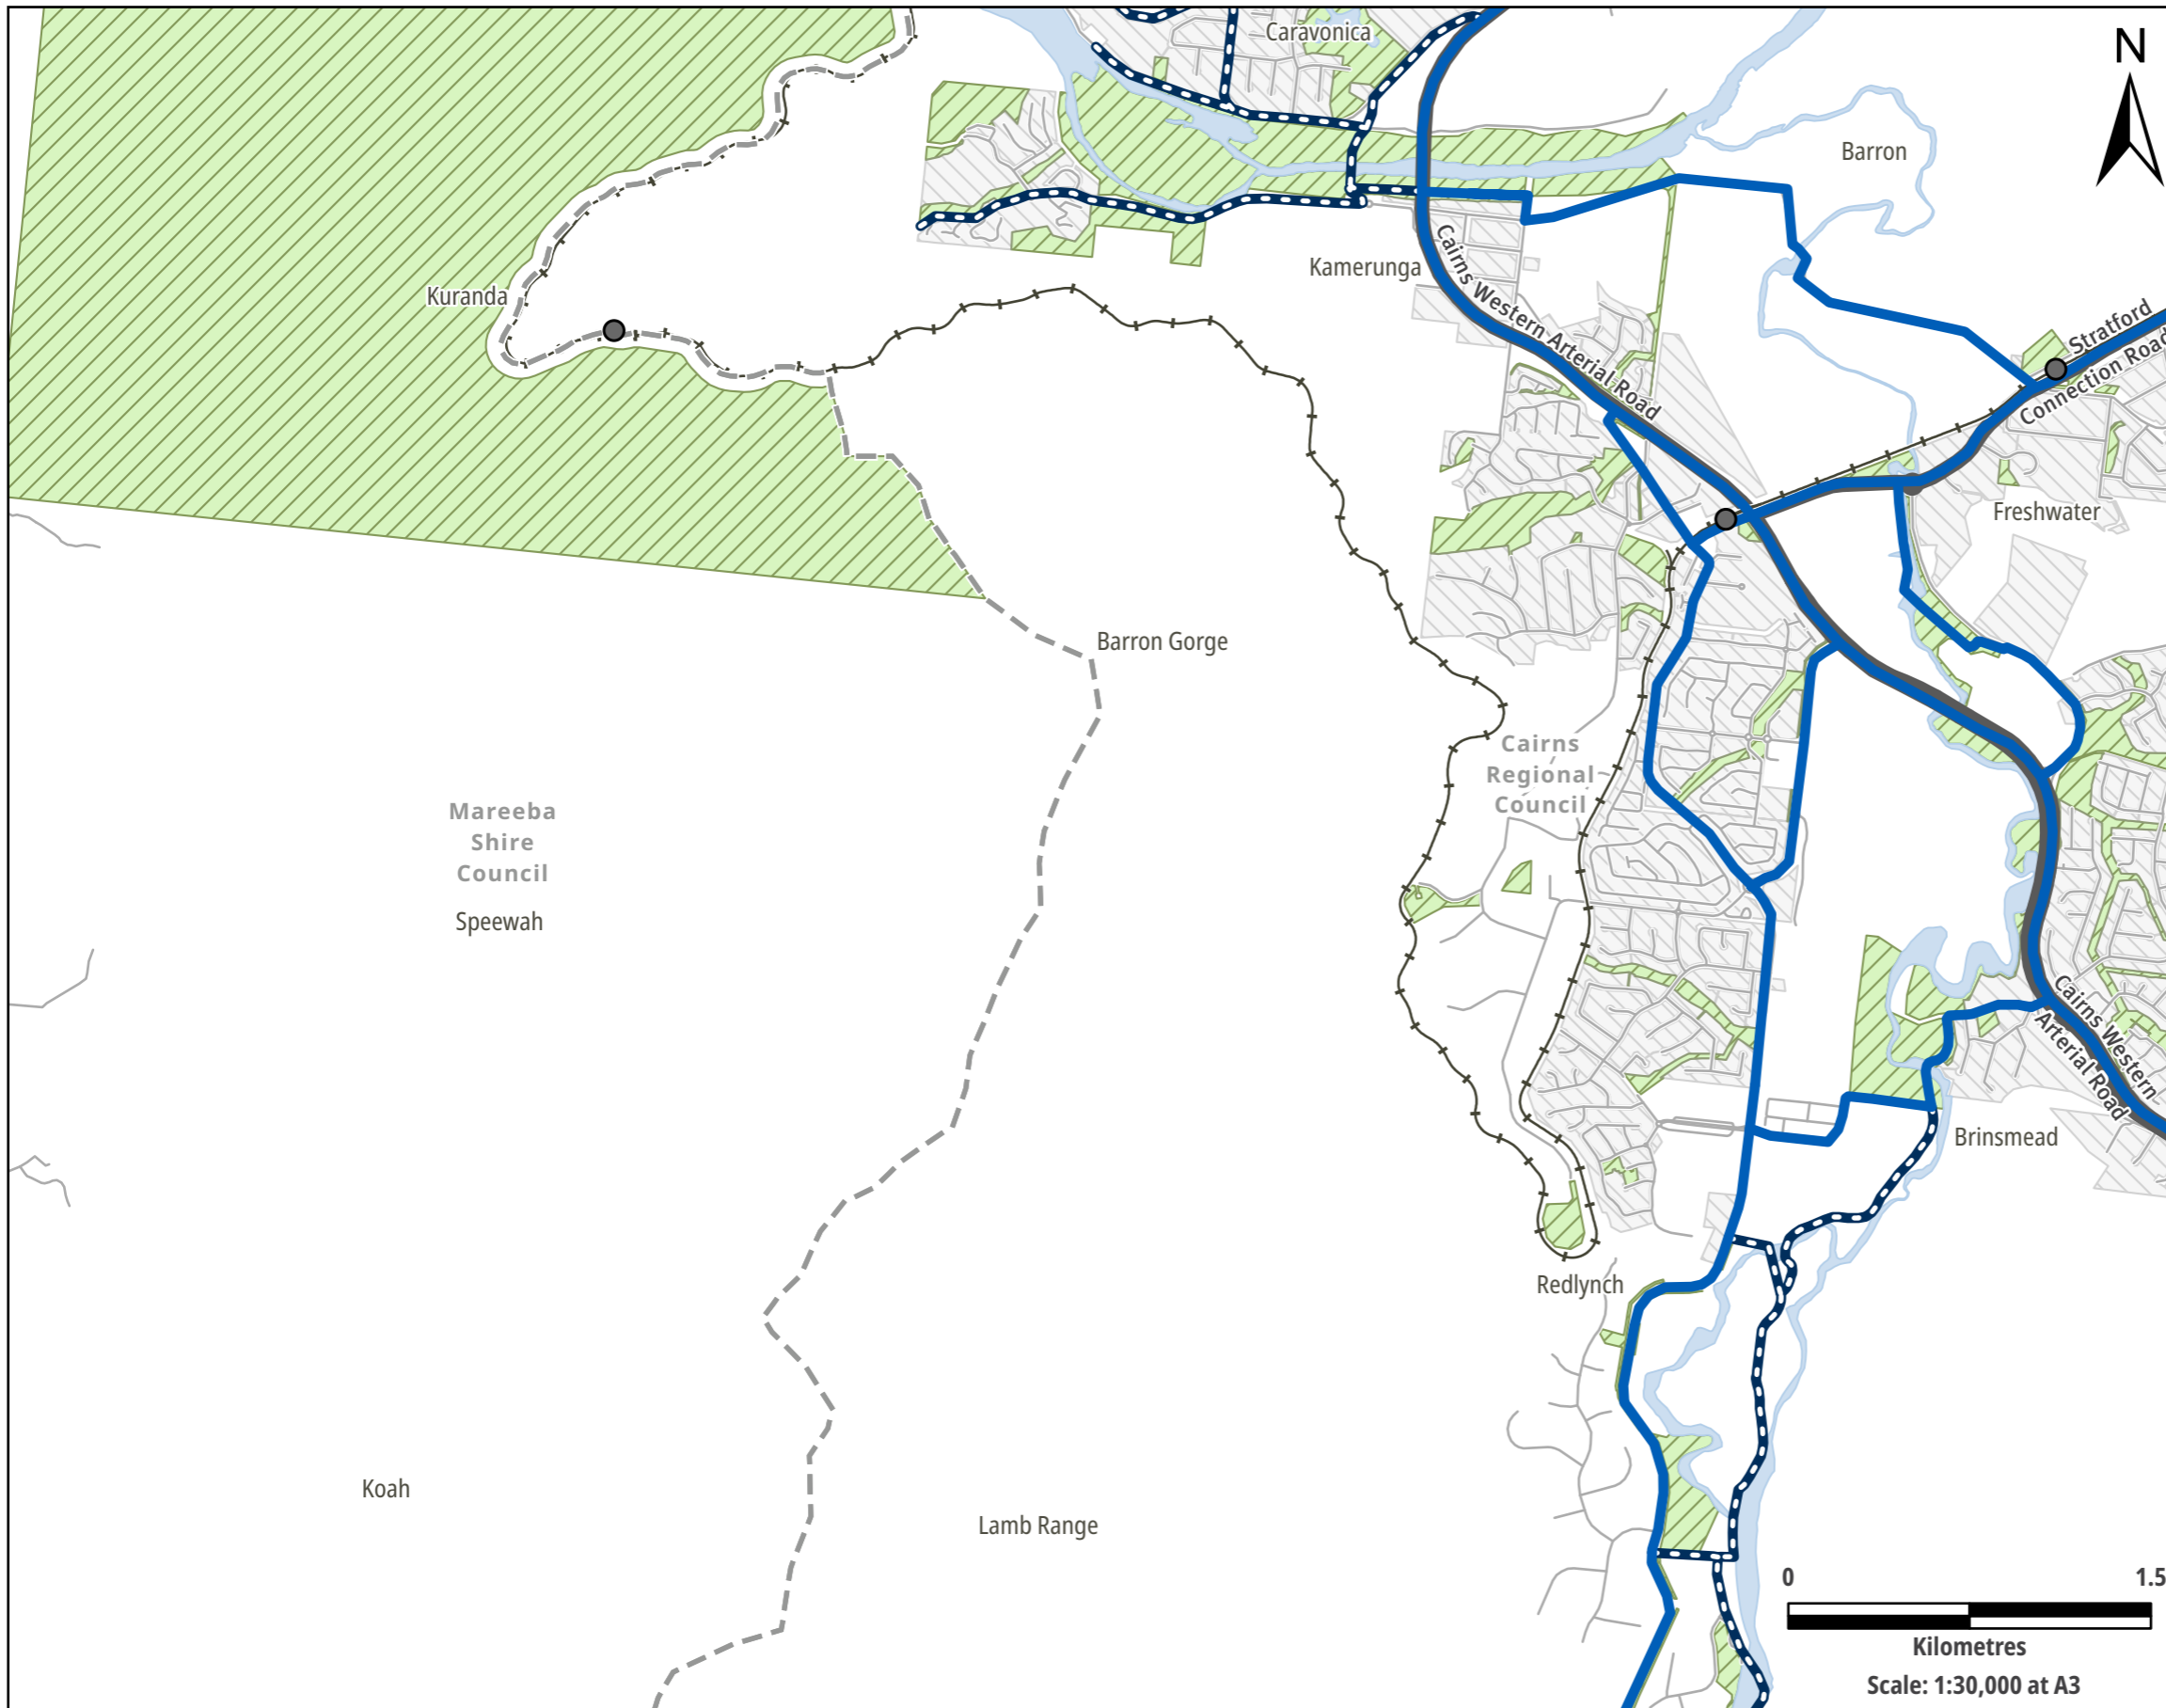 Caravonica
N
Barron
Kamerunga
Kuranda
Cairns Western Arterial Road
Stratford
Connection Road
Freshwater
Barron Gorge
Cairns
Regional
Council
Mareeba
Shire
Council
Speewah
Cairns Western
Arterial Road
Brinsmead
Redlynch
Koah
Lamb Range
0 1.5
Kilometres
Scale: 1:30,000 at A3